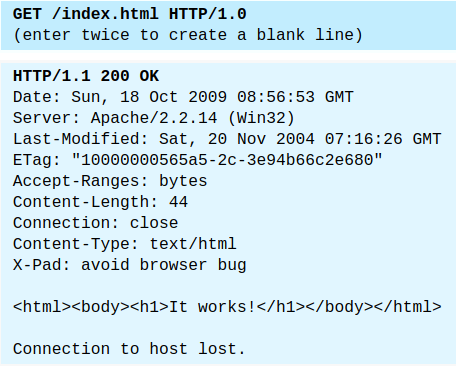 GET /index.html HTTP/1.0
(enter twice to create a blank line)
HTTP/1.1 200 OK
Date: Sun, 18 Oct 2009 08:56:53 GMT
Server: Apache/2.2.14 (Win32)
Last-Modified: Sat, 20 Nov 2004 07:16:26 GMT
ETag: "10000000565a5-2c-3e94b66c2e680"
Accept-Ranges: bytes
Content-Length: 44
Connection: close
Content-Type: text/html
X-Pad: avoid browser bug
<html><body><h1>It works!</h1></body></html>
Connection to host lost.